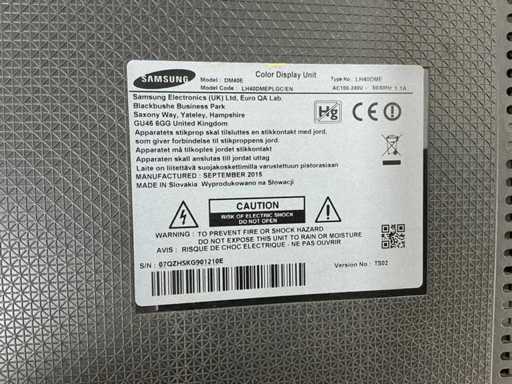 SAMSUNG
Model : DM40E
Color Display Unit
Type No. : LH40DME
Model Code : LH40DMEPLGC/EN
AC100-240V~ 50/60Hz 1.1A
Samsung Electronics (UK) Ltd, Euro QA Lab.
Blackbushe Business Park
Saxony Way, Yateley, Hampshire
GU46 6GG United Kingdom
Hg
CE
Apparatets stikprop skal tilsluttes en stikkontakt med jord,
som giver forbindelse til stikproppens jord.
Apparatet må tilkoples jordet stikkontakt
Apparaten skall anslutas till jordat uttag
Laite on liitettävä suojakoskettimilla varustettuun pistorasiaan
MANUFACTURED : SEPTEMBER 2015
MADE IN Slovakia Wyprodukowano na Słowacji
CAUTION
RISK OF ELECTRIC SHOCK
DO NOT OPEN
WARNING : TO PREVENT FIRE OR SHOCK HAZARD
DO NOT EXPOSE TO RAIN OR MOISTURE.
AVIS : RISQUE DE CHOC ELECTRIQUE - NE PAS OUVRIR
S/N : 07QZHSKG901210E
Version No : TS02